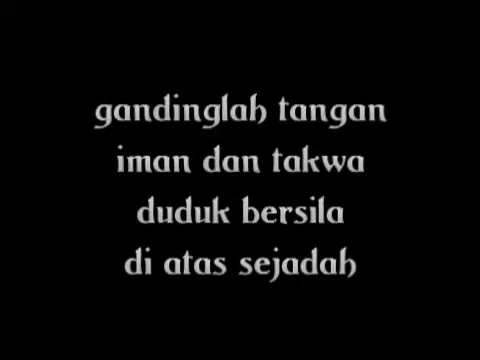 gandinglah tangan
iman dan takwa
duduk bersila
di atas sejadah